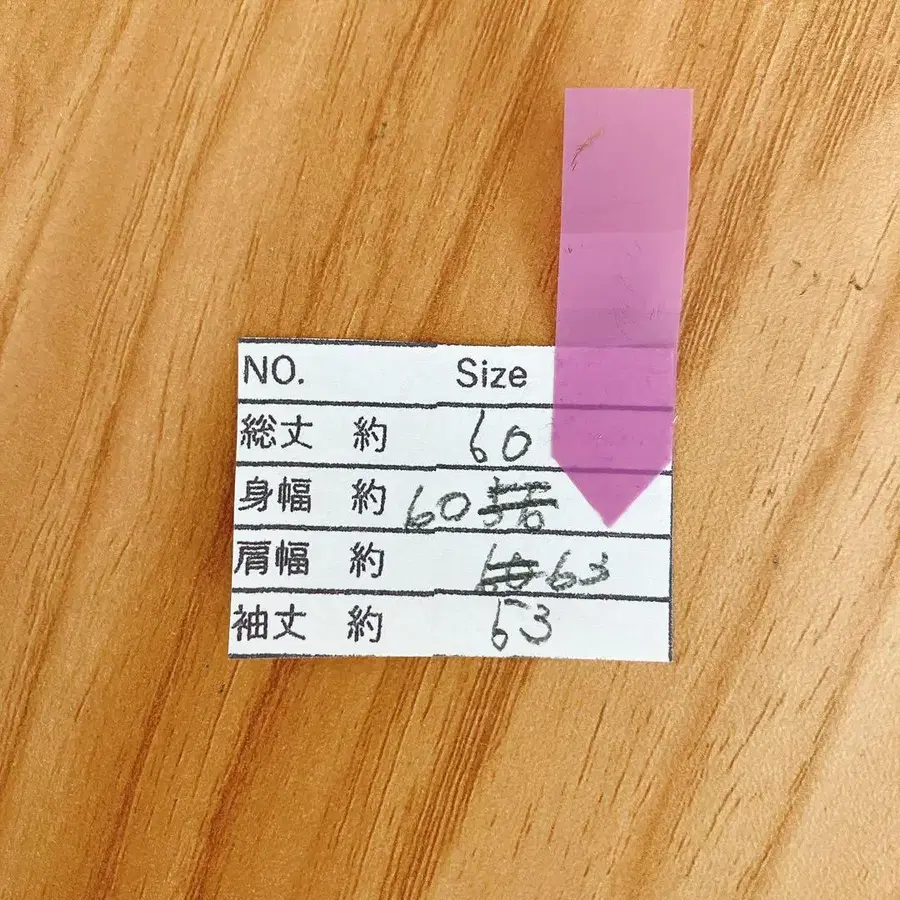 NO. Size
総丈 約 60
身幅 約 60
肩幅 約 63
袖丈 約 53